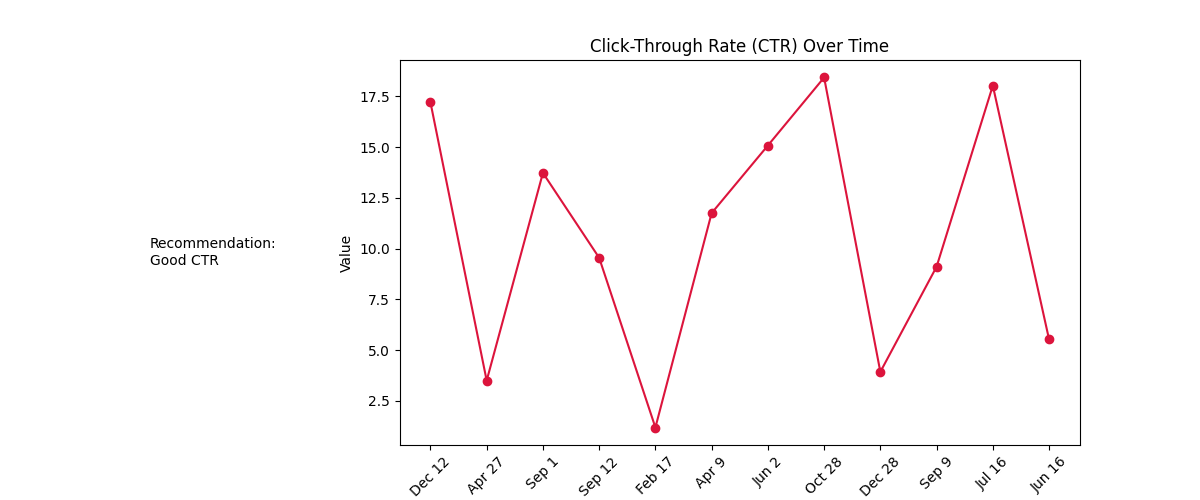 Click-Through Rate (CTR) Over Time
Recommendation:
Good CTR
Value
17.5
15.0
12.5
10.0
7.5
5.0
2.5
Dec 12
Apr 27
Sep 1
Sep 12
Feb 17
Apr 9
Jun 2
Oct 28
Dec 28
Sep 9
Jul 16
Jun 16